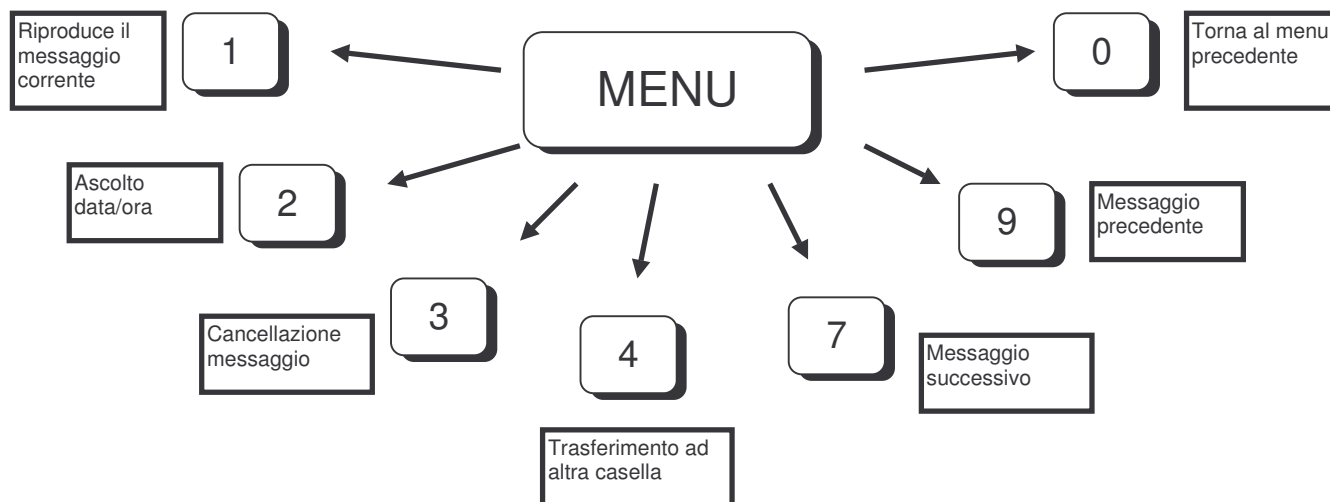 Riproduce il
messaggio
corrente
1
MENU
0
Torna al menu
precedente
Ascolto
data/ora
2
9
Messaggio
precedente
Cancellazione
messaggio
3
4
7
Messaggio
successivo
Trasferimento ad
altra casella